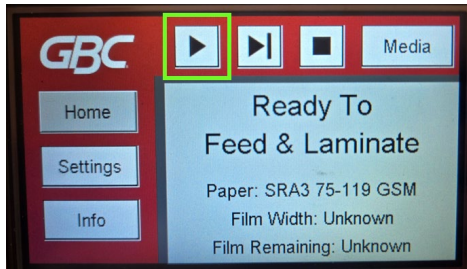 GBC
Media
Home
Settings
Info
Ready To
Feed & Laminate
Paper: SRA3 75-119 GSM
Film Width: Unknown
Film Remaining: Unknown